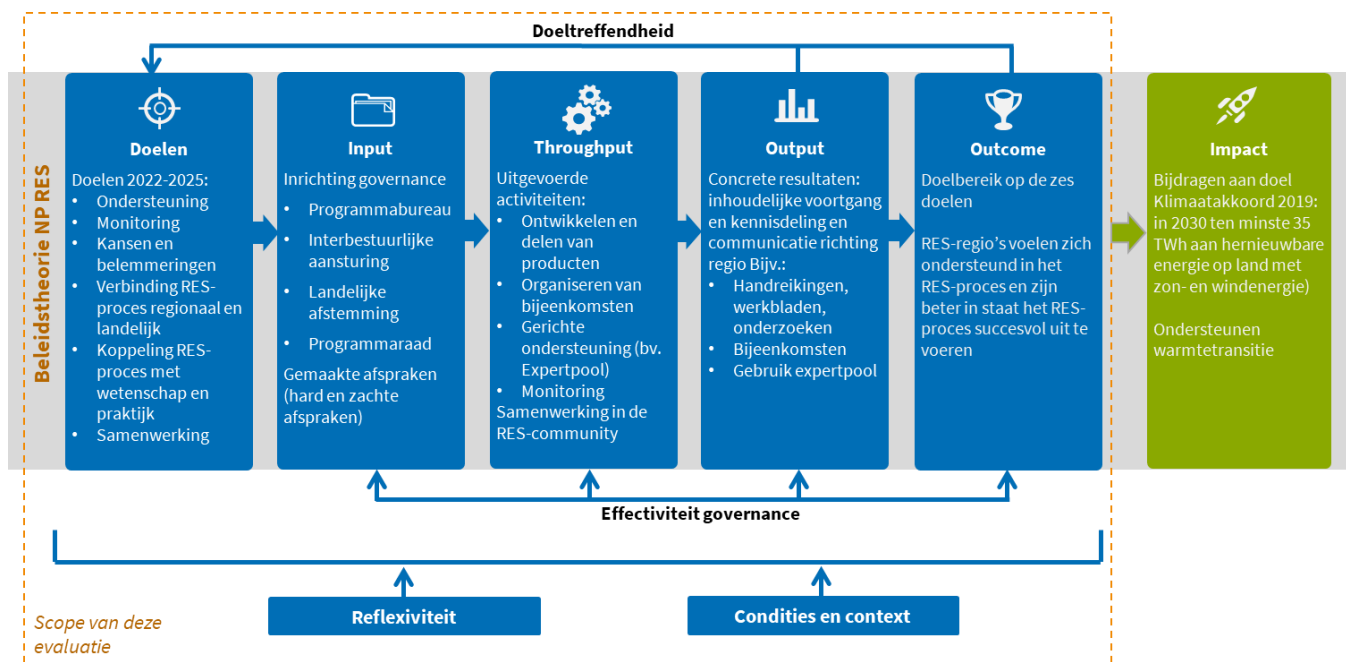 Doeltreffendheid
Beleidstheorie NP RES
Doelen
Doelen 2022-2025:
• Ondersteuning
• Monitoring
• Kansen en
belemmeringen
• Verbinding RES-
proces regionaal en
landelijk
• Koppeling RES-
proces met
wetenschap en
praktijk
• Samenwerking
Input
Inrichting governance
• Programmabureau
• Interbestuurlijke
aansturing
• Landelijke
afstemming
• Programmaraad
Gemaakte afspraken
(hard en zachte
afspraken)
Throughput
Uitgevoerde
activiteiten:
• Ontwikkelen en
delen van
producten
• Organiseren van
bijeenkomsten
• Gerichte
ondersteuning (bv.
Expertpool)
• Monitoring
Samenwerking in de
RES-community
Output
Concrete resultaten:
inhoudelijke voortgang
en kennisdeling en
communicatie richting
regio Bijv.:
• Handreikingen,
werkbladen,
onderzoeken
• Bijeenkomsten
• Gebruik expertpool
Outcome
Doelbereik op de zes
doelen
RES-regio's voelen zich
ondersteund in het
RES-proces en zijn
beter in staat het RES-
proces succesvol uit te
voeren
Impact
Bijdragen aan doel
Klimaatakkoord 2019:
in 2030 ten minste 35
TWh aan hernieuwbare
energie op land met
zon- en windenergie)
Ondersteunen
warmtetransitie
Effectiviteit governance
Reflexiviteit
Condities en context
Scope van deze
evaluatie